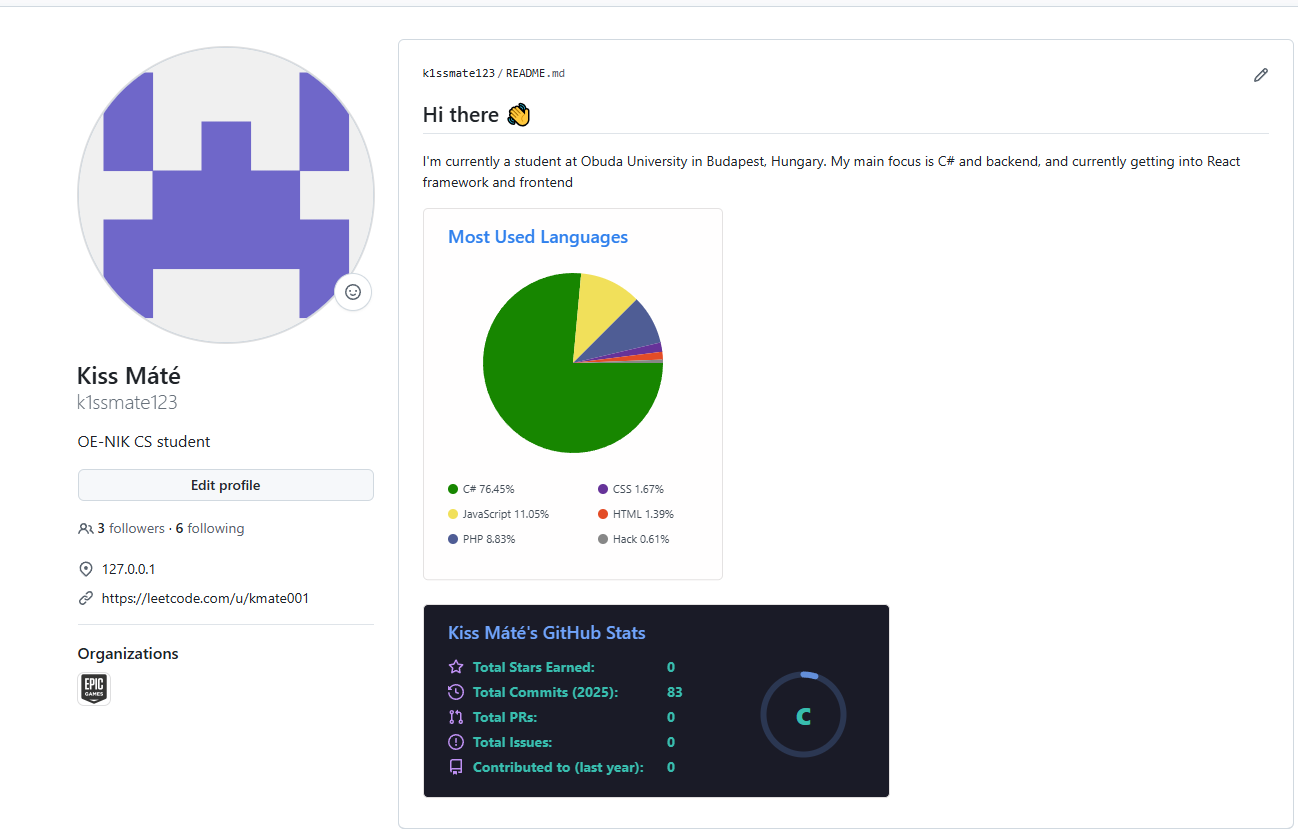 Kiss Máté
k1ssmate123
OE-NIK CS student
Edit profile
3 followers · 6 following
127.0.0.1
https://leetcode.com/u/kmate001
Organizations
EPIC
GAMES
k1ssmate123 / README.md
Hi there 👋
I'm currently a student at Obuda University in Budapest, Hungary. My main focus is C# and backend, and currently getting into React
framework and frontend
Most Used Languages
C# 76.45%
JavaScript 11.05%
PHP 8.83%
CSS 1.67%
HTML 1.39%
Hack 0.61%
Kiss Máté's GitHub Stats
Total Stars Earned: 0
Total Commits (2025): 83
Total PRs: 0
Total Issues: 0
Contributed to (last year): 0
C